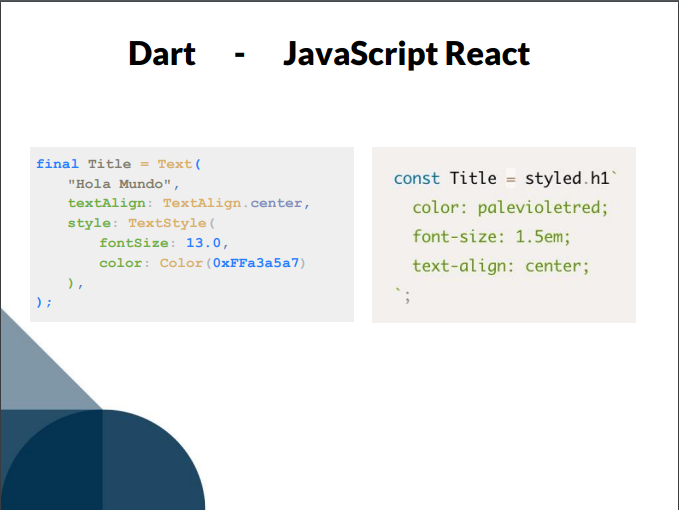 Dart - JavaScript React
final Title = Text(
"Hola Mundo",
textAlign: TextAlign.center,
style: TextStyle(
fontSize: 13.0,
color: Color(0xFFa3a5a7)
),
);
const Title = styled.h1`
color: palevioletred;
font-size: 1.5em;
text-align: center;
`;